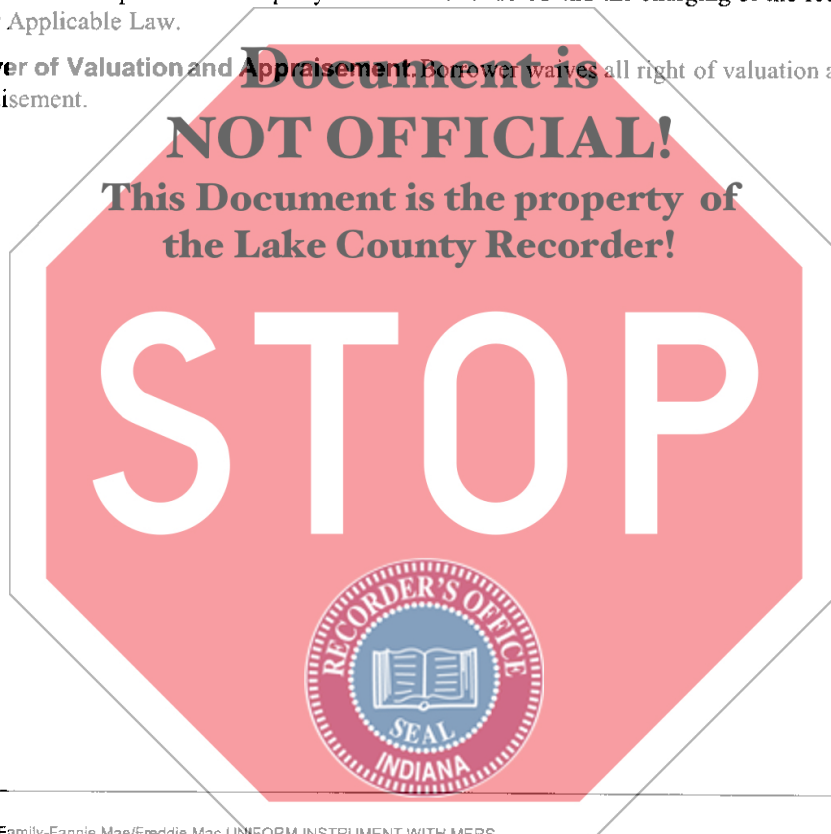 Applicable Law.
er of Valuation and Appraisement. Borrower waives all right of valuation a
isement.
Document is
NOT OFFICIAL!
This Document is the property of
the Lake County Recorder!
STOP
RECORDER'S OFFICE
SEAL
INDIANA
Family-Fannie Mae/Freddie Mac UNIFORM INSTRUMENT WITH MERS